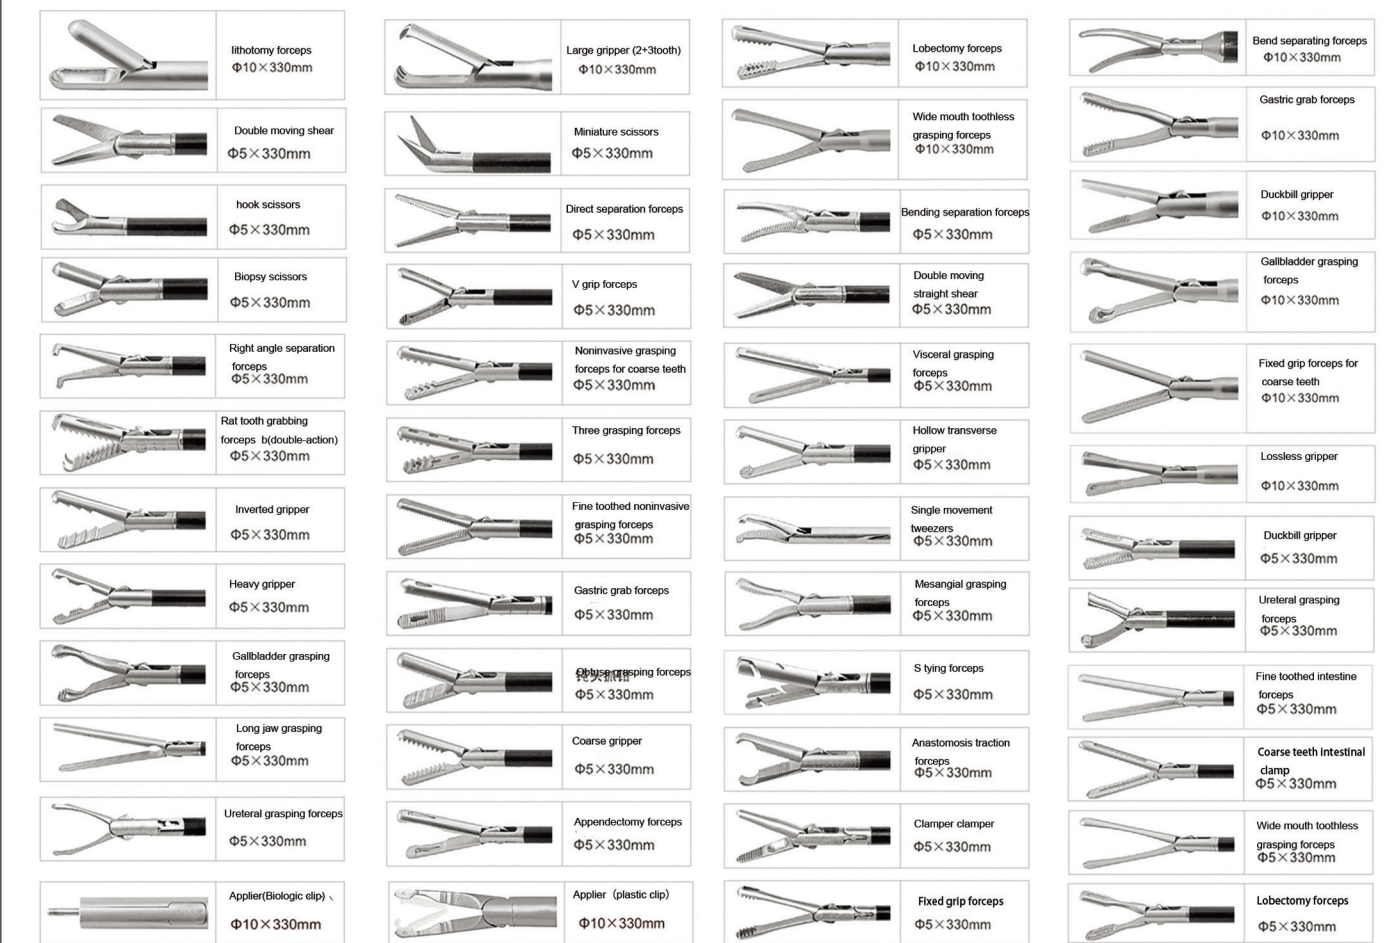 lithotomy forceps
Φ10×330mm
Double moving shear
Φ5×330mm
hook scissors
Φ5×330mm
Biopsy scissors
Φ5×330mm
Right angle separation
forceps
Φ5×330mm
Rat tooth grabbing
forceps b(double-action)
Φ5×330mm
Inverted gripper
Φ5×330mm
Heavy gripper
Φ5×330mm
Gallbladder grasping
forceps
Φ5×330mm
Long jaw grasping
forceps
Φ5×330mm
Ureteral grasping forceps
Φ5×330mm
Applier(Biologic clip) 、
Φ10×330mm
Large gripper (2+3tooth)
Φ10×330mm
Miniature scissors
Φ5×330mm
Direct separation forceps
Φ5×330mm
V grip forceps
Φ5×330mm
Noninvasive grasping
forceps for coarse teeth
Φ5×330mm
Three grasping forceps
Φ5×330mm
Fine toothed noninvasive
grasping forceps
Φ5×330mm
Gastric grab forceps
Φ5×330mm
Obtuse grasping forceps
Φ5×330mm
Coarse gripper
Φ5×330mm
Appendectomy forceps
Φ5×330mm
Applier（plastic clip）
Φ10×330mm
Lobectomy forceps
Φ10×330mm
Wide mouth toothless
grasping forceps
Φ10×330mm
Bending separation forceps
Φ5×330mm
Double moving
straight shear
Φ5×330mm
Visceral grasping
forceps
Φ5×330mm
Hollow transverse
gripper
Φ5×330mm
Single movement
tweezers
Φ5×330mm
Mesangial grasping
forceps
Φ5×330mm
S tying forceps
Φ5×330mm
Anastomosis traction
forceps
Φ5×330mm
Clamper clamper
Φ5×330mm
Fixed grip forceps
Φ5×330mm
Bend separating forceps
Φ10×330mm
Gastric grab forceps
Φ10×330mm
Duckbill gripper
Φ10×330mm
Gallbladder grasping
forceps
Φ10×330mm
Fixed grip forceps for
coarse teeth
Φ10×330mm
Lossless gripper
Φ10×330mm
Duckbill gripper
Φ5×330mm
Ureteral grasping
forceps
Φ5×330mm
Fine toothed intestine
forceps
Φ5×330mm
Coarse teeth intestinal
clamp
Φ5×330mm
Wide mouth toothless
grasping forceps
Φ5×330mm
Lobectomy forceps
Φ5×330mm